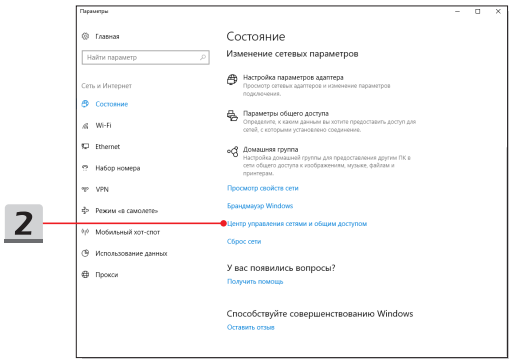 Параметры
Главная
Найти параметр
Сеть и Интернет
Состояние
Wi-Fi
Ethernet
Набор номера
VPN
Режим «в самолете»
Мобильный хот-спот
Использование данных
Прокси
2
Состояние
Изменение сетевых параметров
Настройка параметров адаптера
Просмотр сетевых адаптеров и изменение параметров
подключения.
Параметры общего доступа
Определите, к каким данным вы хотите предоставить доступ для
сетей, с которыми установлено соединение.
Домашняя группа
Настройка домашней группы для предоставления другим ПК в
сети общего доступа к изображениям, музыке, файлам и
принтерам.
Просмотр свойств сети
Брандмауэр Windows
Центр управления сетями и общим доступом
Сброс сети
У вас появились вопросы?
Получить помощь
Способствуйте совершенствованию Windows
Оставить отзыв